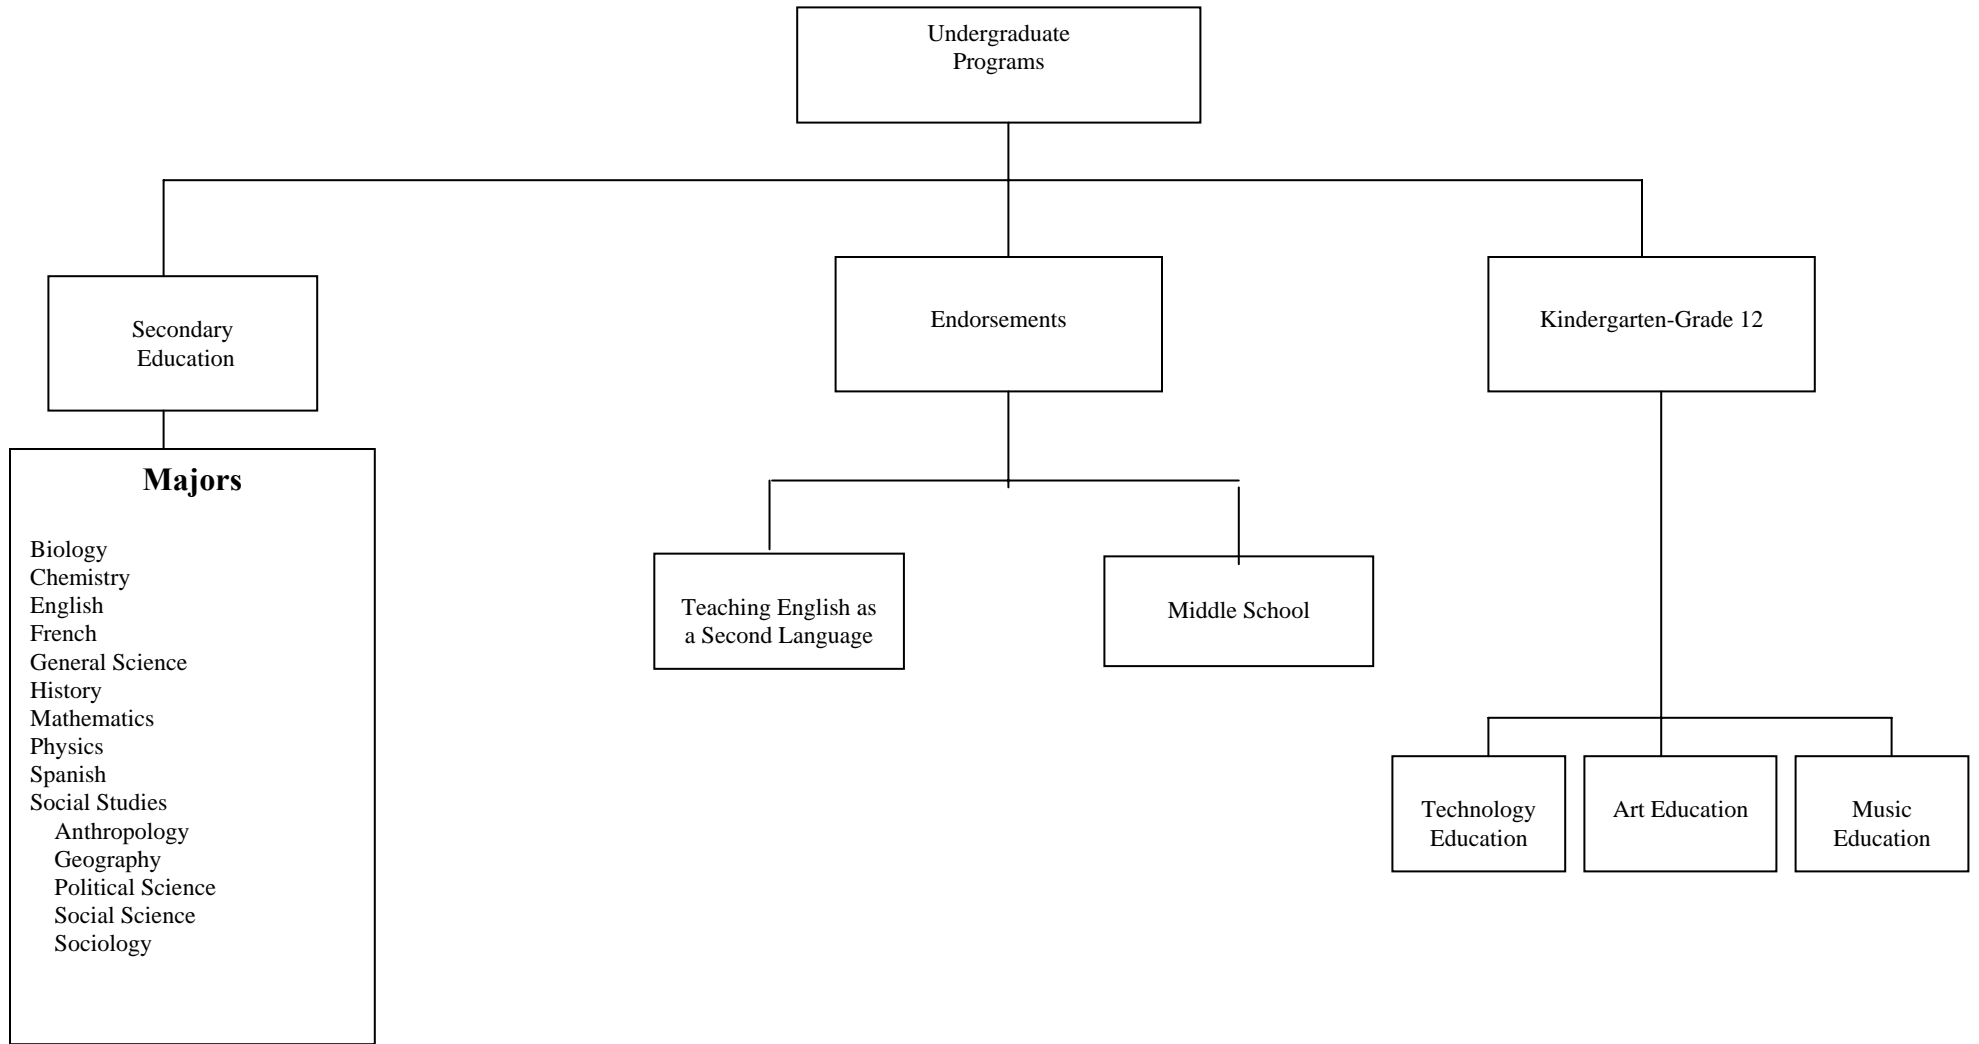 Undergraduate
Programs
Secondary
Education
Endorsements
Kindergarten-Grade 12
Majors
Biology
Chemistry
English
French
General Science
History
Mathematics
Physics
Spanish
Social Studies
Anthropology
Geography
Political Science
Social Science
Sociology
Teaching English as
a Second Language
Middle School
Technology
Education
Art Education
Music
Education